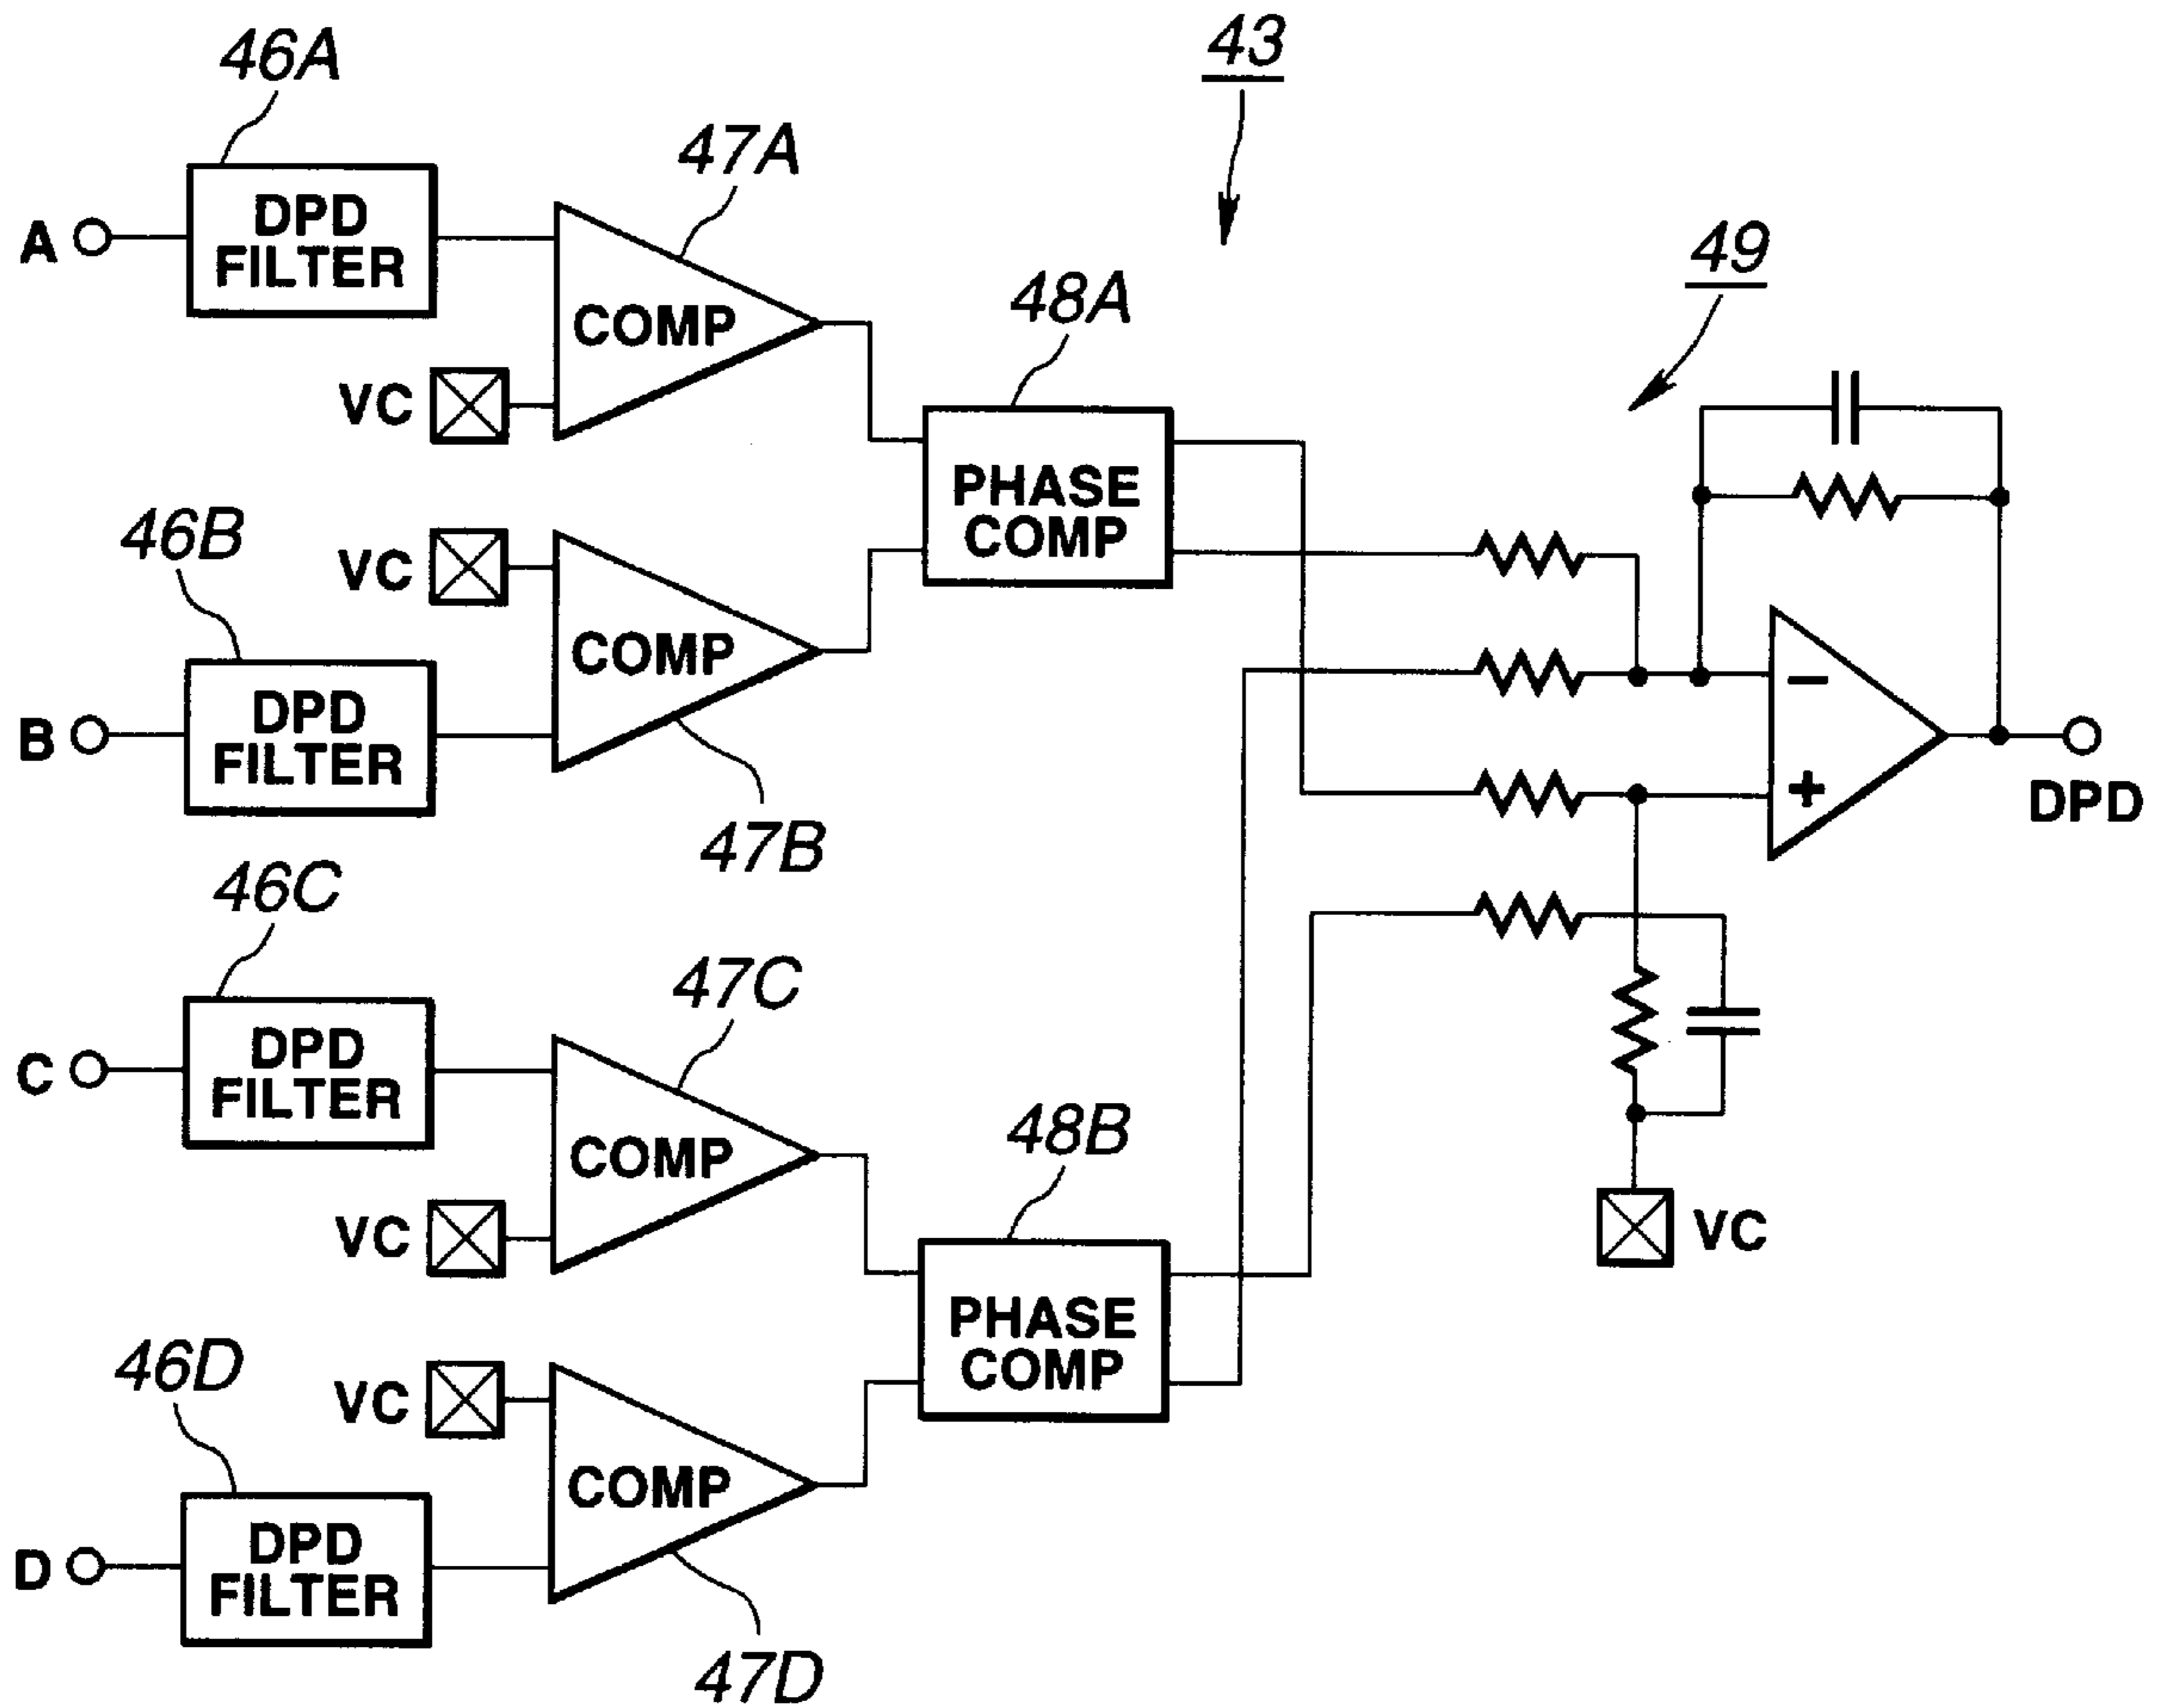 43
46A
47A
A
DPD
FILTER
COMP
VC
48A
49
PHASE
COMP
46B
VC
COMP
B
DPD
FILTER
47B
−
+
DPD
46C
47C
C
DPD
FILTER
COMP
VC
48B
PHASE
COMP
VC
46D
VC
COMP
D
DPD
FILTER
47D